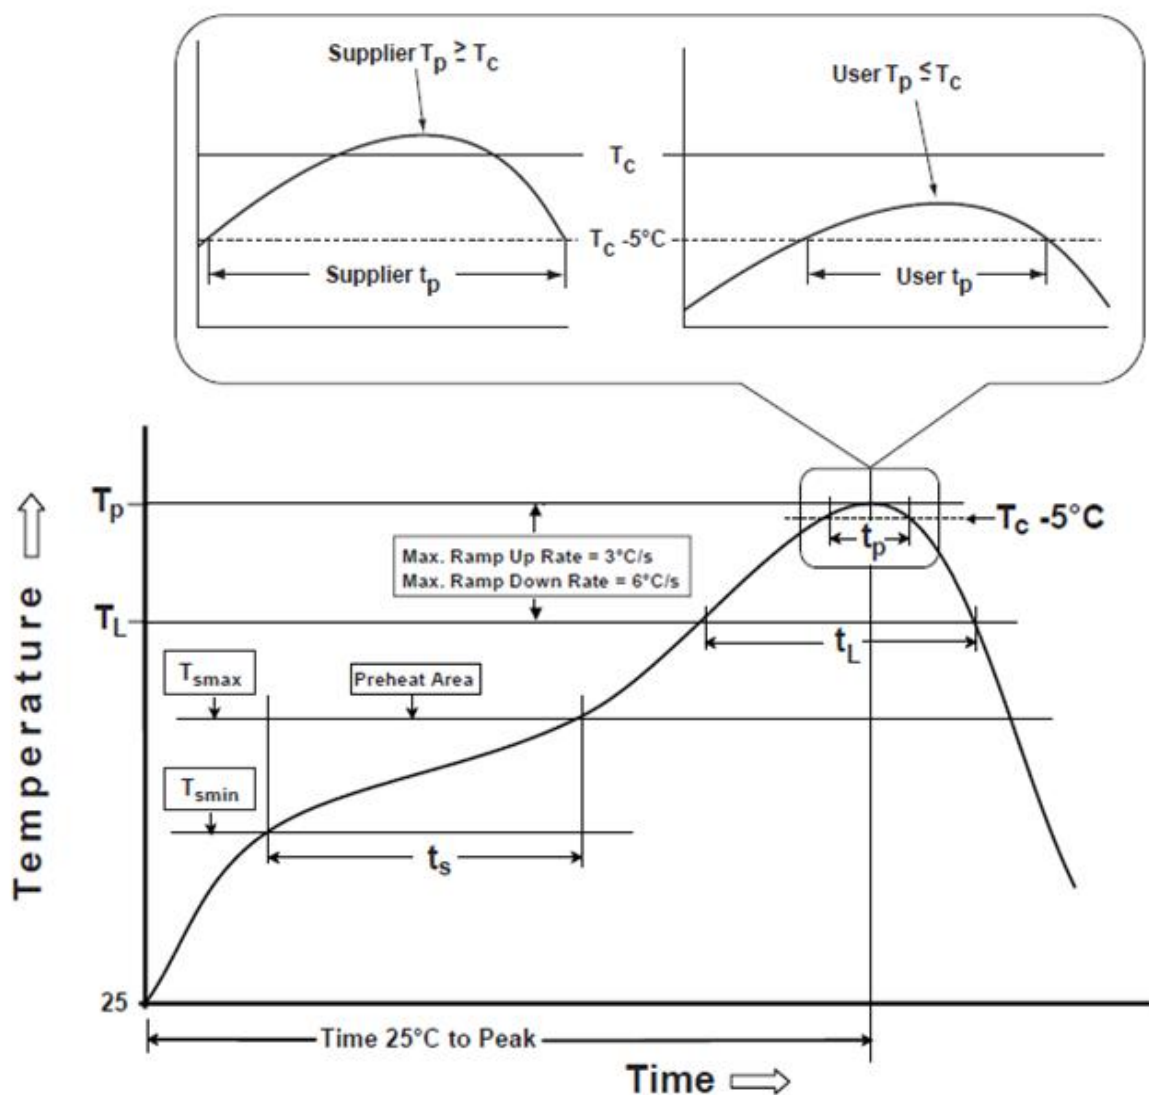 Supplier Tp ≥ Tc
User Tp ≤ Tc
Tc
Tc -5°C
Supplier tp
User tp
Tp
Tc -5°C
tp
Max. Ramp Up Rate = 3°C/s
Max. Ramp Down Rate = 6°C/s
TL
tL
Tsmax
Preheat Area
Tsmin
ts
Temperature
25
Time 25°C to Peak
Time